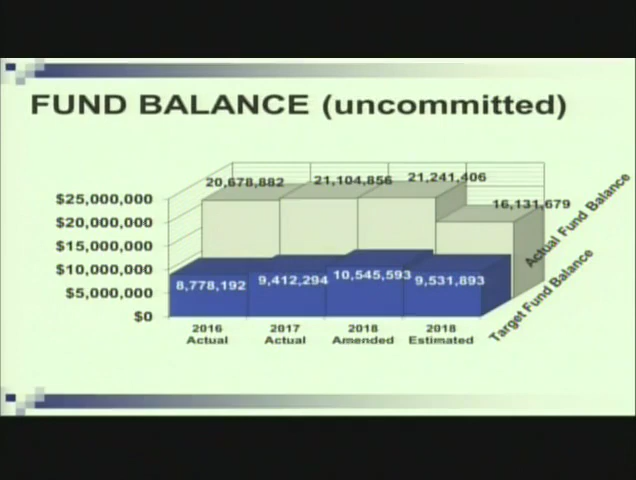 FUND BALANCE (uncommitted)
20,678,882
21,104,856
21,241,406
16,131,679
$25,000,000
$20,000,000
$15,000,000
$10,000,000
$5,000,000
$0
8,778,192
9,412,294
10,545,593
9,531,893
2016 Actual
2017 Actual
2018 Amended
2018 Estimated
Actual Fund Balance
Target Fund Balance